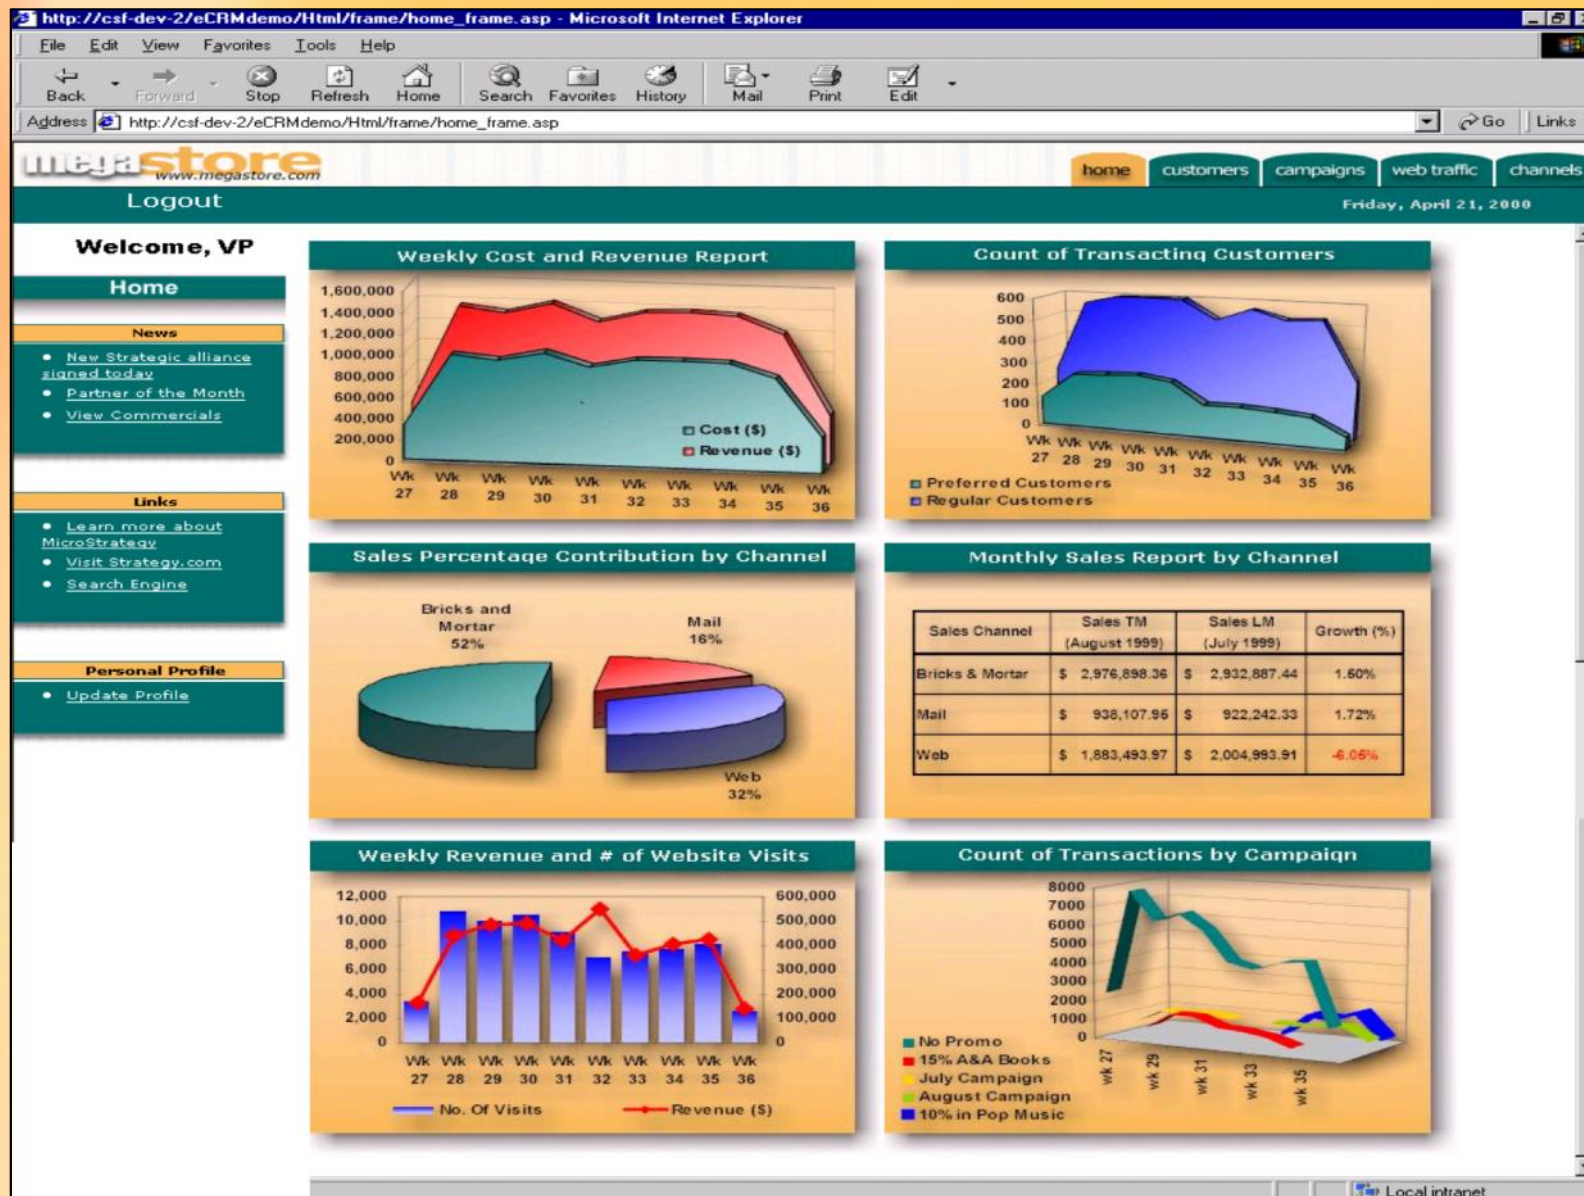 http://csf-dev-2/eCRMdemo/Html/frame/home_frame.asp - Microsoft Internet Explorer
File Edit View Favorites Tools Help
Back Forward Stop Refresh Home Search Favorites History Mail Print Edit
Address http://csf-dev-2/eCRMdemo/Html/frame/home_frame.asp Go Links
megastore
www.megastore.com
home customers campaigns web traffic channels
Logout
Friday, April 21, 2000
Welcome, VP
Home
News
• New Strategic alliance
signed today
• Partner of the Month
• View Commercials
Links
• Learn more about
MicroStrategy
• Visit Strategy.com
• Search Engine
Personal Profile
• Update Profile
Weekly Cost and Revenue Report
1,600,000
1,400,000
1,200,000
1,000,000
800,000
600,000
400,000
200,000
0
Cost ($)
Revenue ($)
Wk Wk Wk Wk Wk Wk Wk Wk Wk Wk
27 28 29 30 31 32 33 34 35 36
Count of Transacting Customers
600
500
400
300
200
100
0
Wk Wk Wk Wk Wk Wk Wk Wk Wk Wk
27 28 29 30 31 32 33 34 35 36
Preferred Customers
Regular Customers
Sales Percentage Contribution by Channel
Bricks and
Mortar
52%
Mail
16%
Web
32%
Monthly Sales Report by Channel
Sales Channel Sales TM (August 1999) Sales LM (July 1999) Growth (%)
Bricks & Mortar $ 2,976,898.36 $ 2,932,887.44 1.50%
Mail $ 938,107.95 $ 922,242.33 1.72%
Web $ 1,883,493.97 $ 2,004,993.91 -6.05%
Weekly Revenue and # of Website Visits
12,000 600,000
10,000 500,000
8,000 400,000
6,000 300,000
4,000 200,000
2,000 100,000
0 0
Wk Wk Wk Wk Wk Wk Wk Wk Wk Wk
27 28 29 30 31 32 33 34 35 36
No. Of Visits Revenue ($)
Count of Transactions by Campaign
8000
7000
6000
5000
4000
3000
2000
1000
0
wk 27 wk 29 wk 31 wk 33 wk 35
No Promo
15% A&A Books
July Campaign
August Campaign
10% in Pop Music
Local intranet